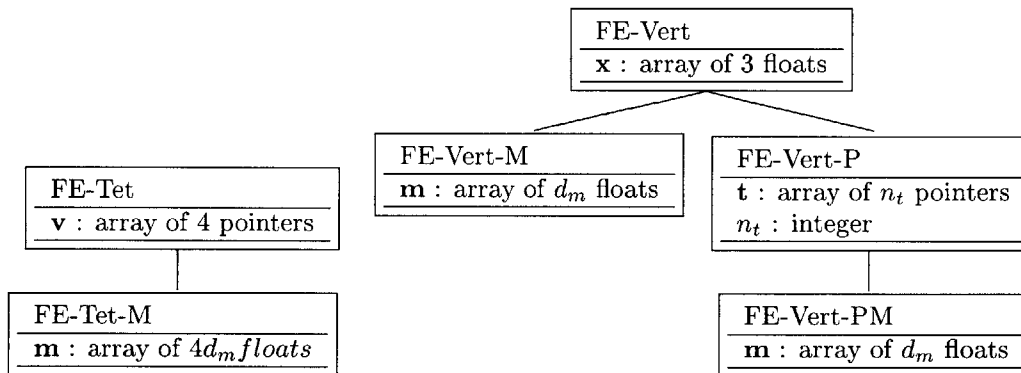 FE-Vert
x : array of 3 floats
FE-Vert-M
m : array of d_m floats
FE-Vert-P
t : array of n_t pointers
n_t : integer
FE-Tet
v : array of 4 pointers
FE-Tet-M
m : array of 4d_m floats
FE-Vert-PM
m : array of d_m floats